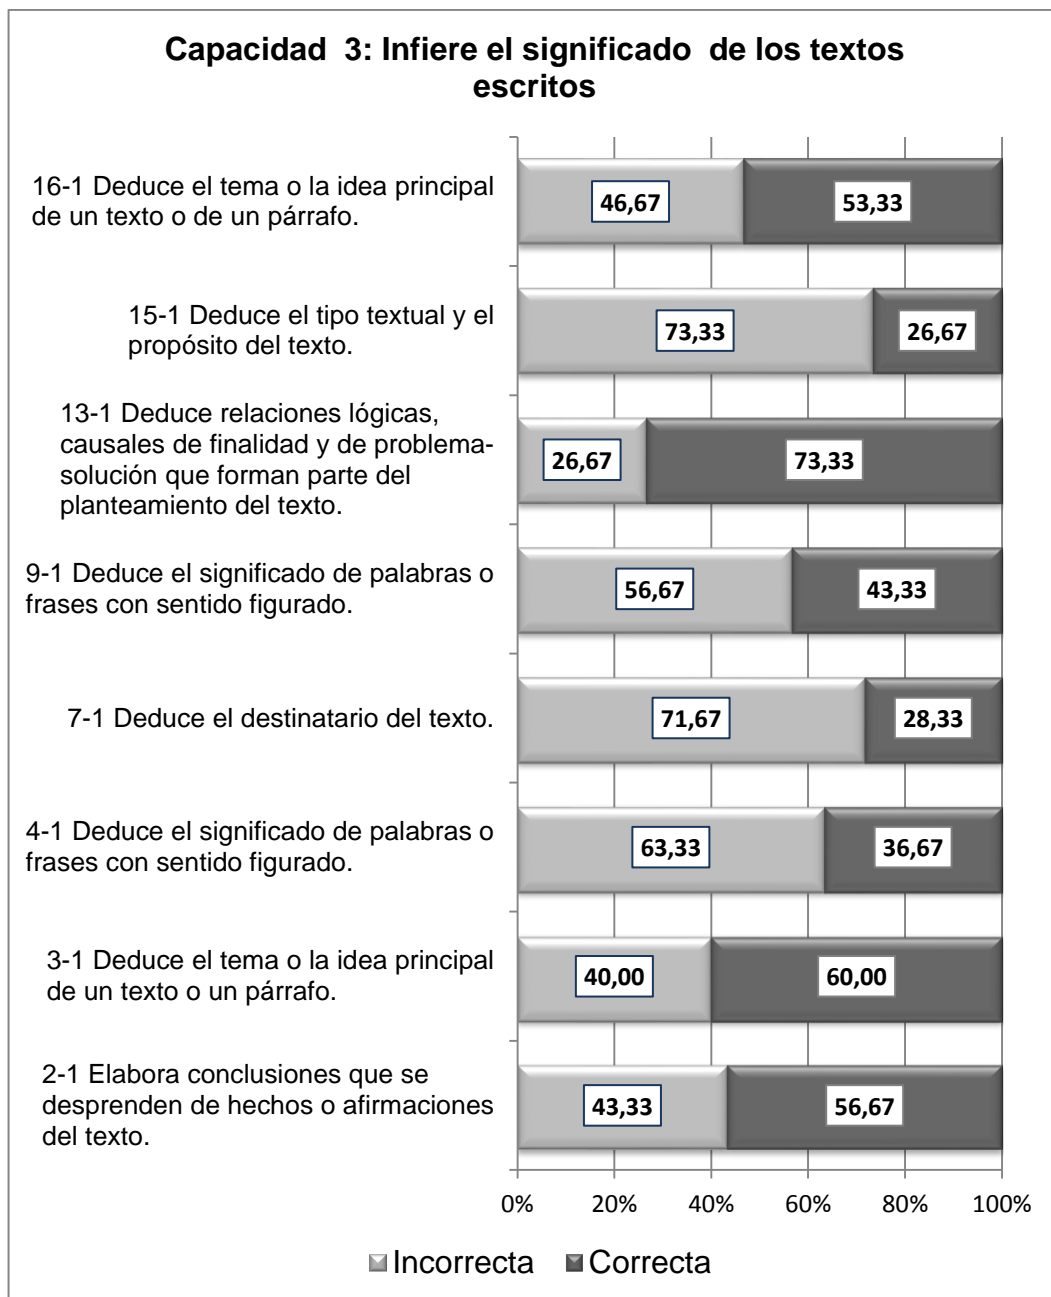 Capacidad 3: Infiere el significado de los textos
escritos
16-1 Deduce el tema o la idea principal
de un texto o de un párrafo.
46,67
53,33
15-1 Deduce el tipo textual y el
propósito del texto.
73,33
26,67
13-1 Deduce relaciones lógicas,
causales de finalidad y de problema-
solución que forman parte del
planteamiento del texto.
26,67
73,33
9-1 Deduce el significado de palabras o
frases con sentido figurado.
56,67
43,33
7-1 Deduce el destinatario del texto.
71,67
28,33
4-1 Deduce el significado de palabras o
frases con sentido figurado.
63,33
36,67
3-1 Deduce el tema o la idea principal
de un texto o un párrafo.
40,00
60,00
2-1 Elabora conclusiones que se
desprenden de hechos o afirmaciones
del texto.
43,33
56,67
0% 20% 40% 60% 80% 100%
Incorrecta Correcta